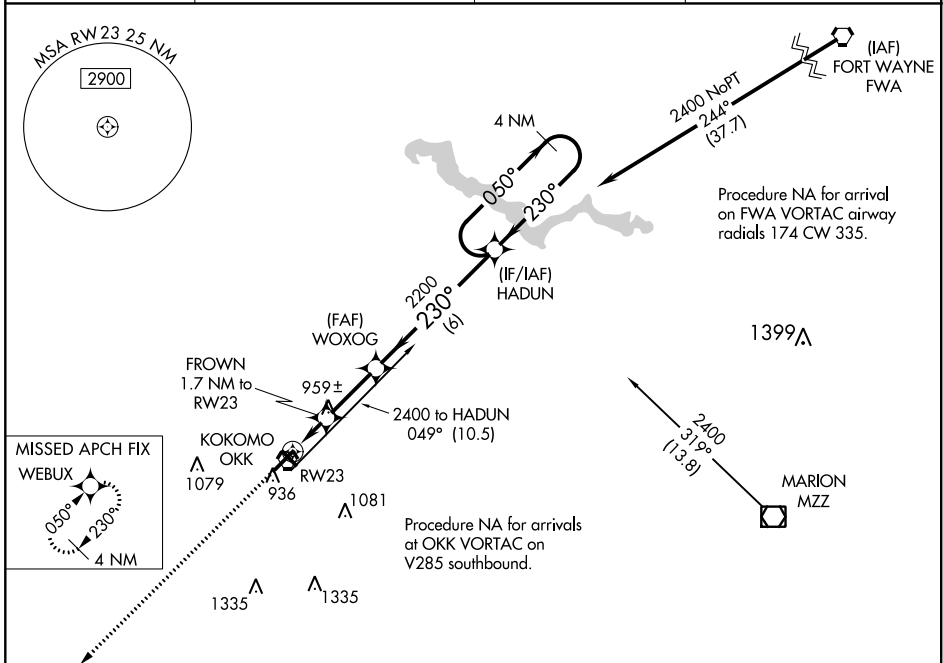 MSA RW23 25 NM
2900
(IAF)
FORT WAYNE
FWA
2400 NoPT
244°
(37.7)
4 NM
050°
230°
Procedure NA for arrival
on FWA VORTAC airway
radials 174 CW 335.
(IF/IAF)
HADUN
2200
230°
(6)
(FAF)
WOXOG
1399
FROWN
1.7 NM to
RW23
959±
2400 to HADUN
049° (10.5)
2400
319°
(13.8)
KOKOMO
OKK
RW23
MISSED APCH FIX
WEBUX
050°
230°
4 NM
1079
936
1081
MARION
MZZ
Procedure NA for arrivals
at OKK VORTAC on
V285 southbound.
1335
1335